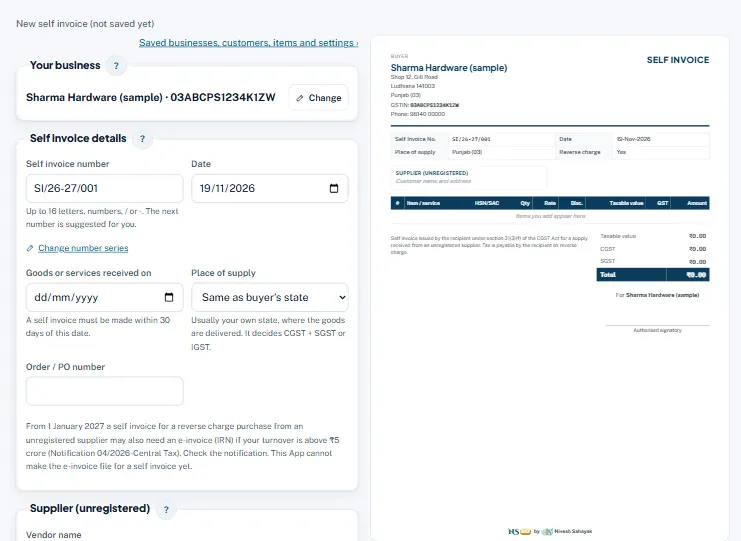 New self invoice (not saved yet)
Saved businesses, customers, items and settings ›
Your business ?
Sharma Hardware (sample) · 03ABCPS1234K1ZW
Change
Self invoice details ?
Self invoice number
SI/26-27/001
Up to 16 letters, numbers, / or -. The next
number is suggested for you.
Date
19/11/2026
Change number series
Goods or services received on
dd/mm/yyyy
A self invoice must be made within 30
days of this date.
Place of supply
Same as buyer's state
Usually your own state, where the goods
are delivered. It decides CGST + SGST or
IGST.
Order / PO number
From 1 January 2027 a self invoice for a reverse charge purchase from an
unregistered supplier may also need an e-invoice (IRN) if your turnover is above ₹5
crore (Notification 04/2026-Central Tax). Check the notification. This App cannot
make the e-invoice file for a self invoice yet.
Supplier (unregistered) ?
Vendor name
BUYER
SELF INVOICE
Sharma Hardware (sample)
Shop 12, Gill Road
Ludhiana 141003
Punjab (03)
GSTIN: 03ABCPS1234K1ZW
Phone: 98140 00000
Self Invoice No. SI/26-27/001 Date 19-Nov-2026
Place of supply Punjab (03) Reverse charge Yes
SUPPLIER (UNREGISTERED)
Customer name and address
# Item / service HSN/SAC Qty Rate Disc. Taxable value GST Amount
Items you add appear here
Self invoice issued by the recipient under section 31(3)(f) of the CGST Act for a supply
received from an unregistered supplier. Tax is payable by the recipient on reverse
charge.
Taxable value ₹0.00
CGST ₹0.00
SGST ₹0.00
Total ₹0.00
For Sharma Hardware (sample)
Authorised signatory
by Nivesh Sahayak